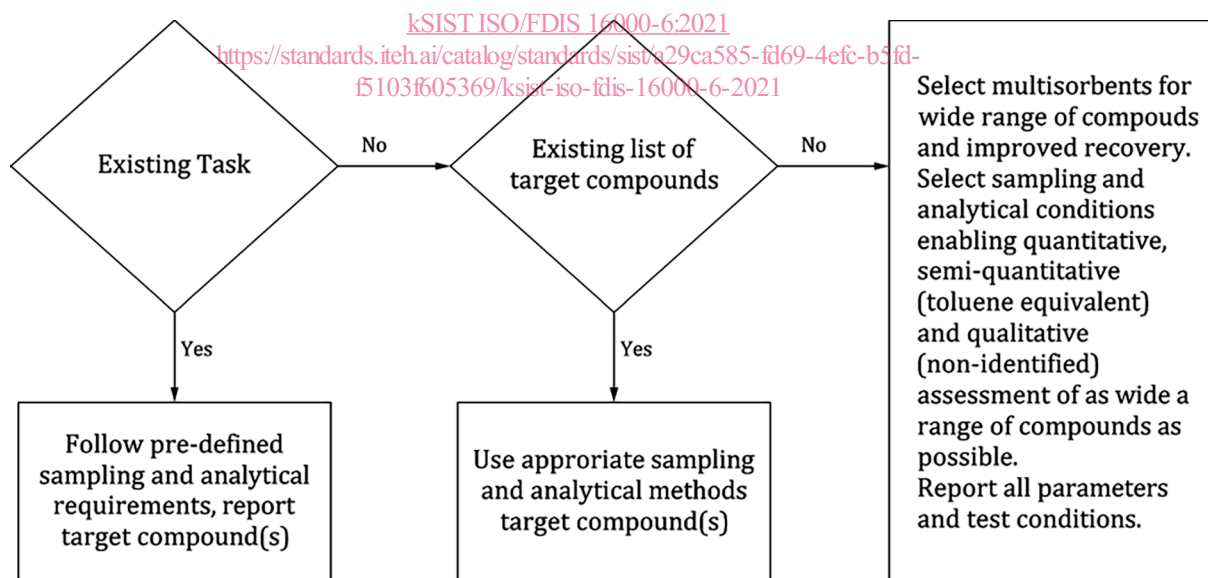 kSIST ISO/FDIS 16000-6:2021
https://standards.iteh.ai/catalog/standards/sist/a29ca585-fd69-4efc-b5fd-
f5103f605369/ksist-iso-fdis-16000-6-2021
Existing Task
No
Existing list of
target compounds
No
Select multisorbents for
wide range of compouds
and improved recovery.
Select sampling and
analytical conditions
enabling quantitative,
semi-quantitative
(toluene equivalent)
and qualitative
(non-identified)
assessment of as wide a
range of compounds as
possible.
Report all parameters
and test conditions.
Yes
Yes
Follow pre-defined
sampling and analytical
requirements, report
target compound(s)
Use approriate sampling
and analytical methods
target compound(s)